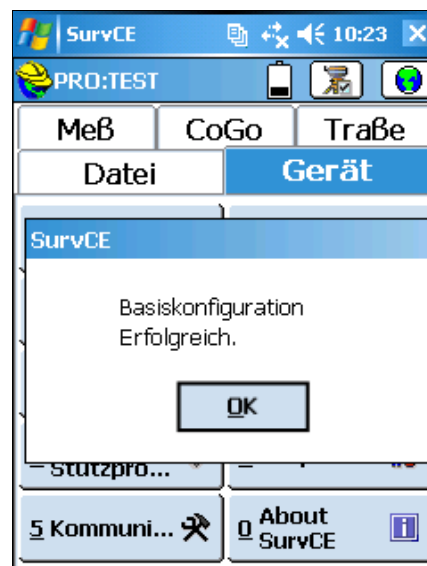 SurvCE 10:23
PRO:TEST
Meß CoGo Traße
Datei Gerät
SurvCE
Basiskonfiguration
Erfolgreich.
OK
Stützpro...
5 Kommuni... 0 About
SurvCE